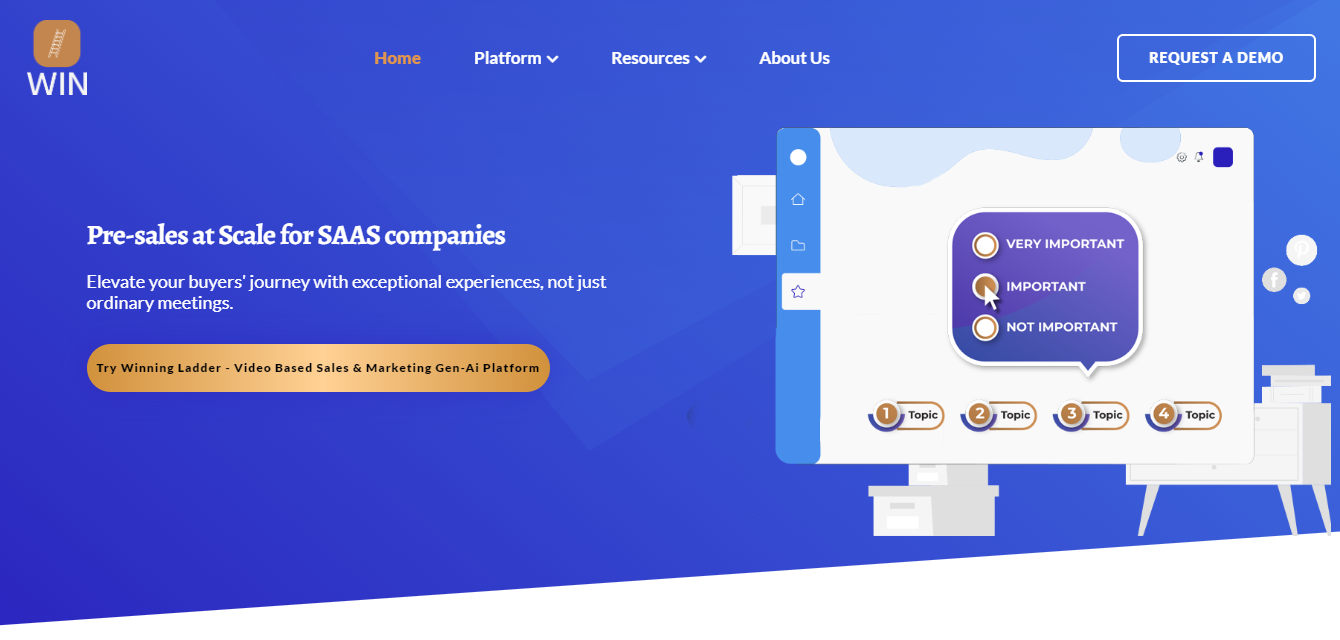 WIN
Home
Platform
Resources
About Us
REQUEST A DEMO
Pre-sales at Scale for SAAS companies
Elevate your buyers' journey with exceptional experiences, not just
ordinary meetings.
Try Winning Ladder - Video Based Sales & Marketing Gen-Ai Platform
VERY IMPORTANT
IMPORTANT
NOT IMPORTANT
1 Topic
2 Topic
3 Topic
4 Topic